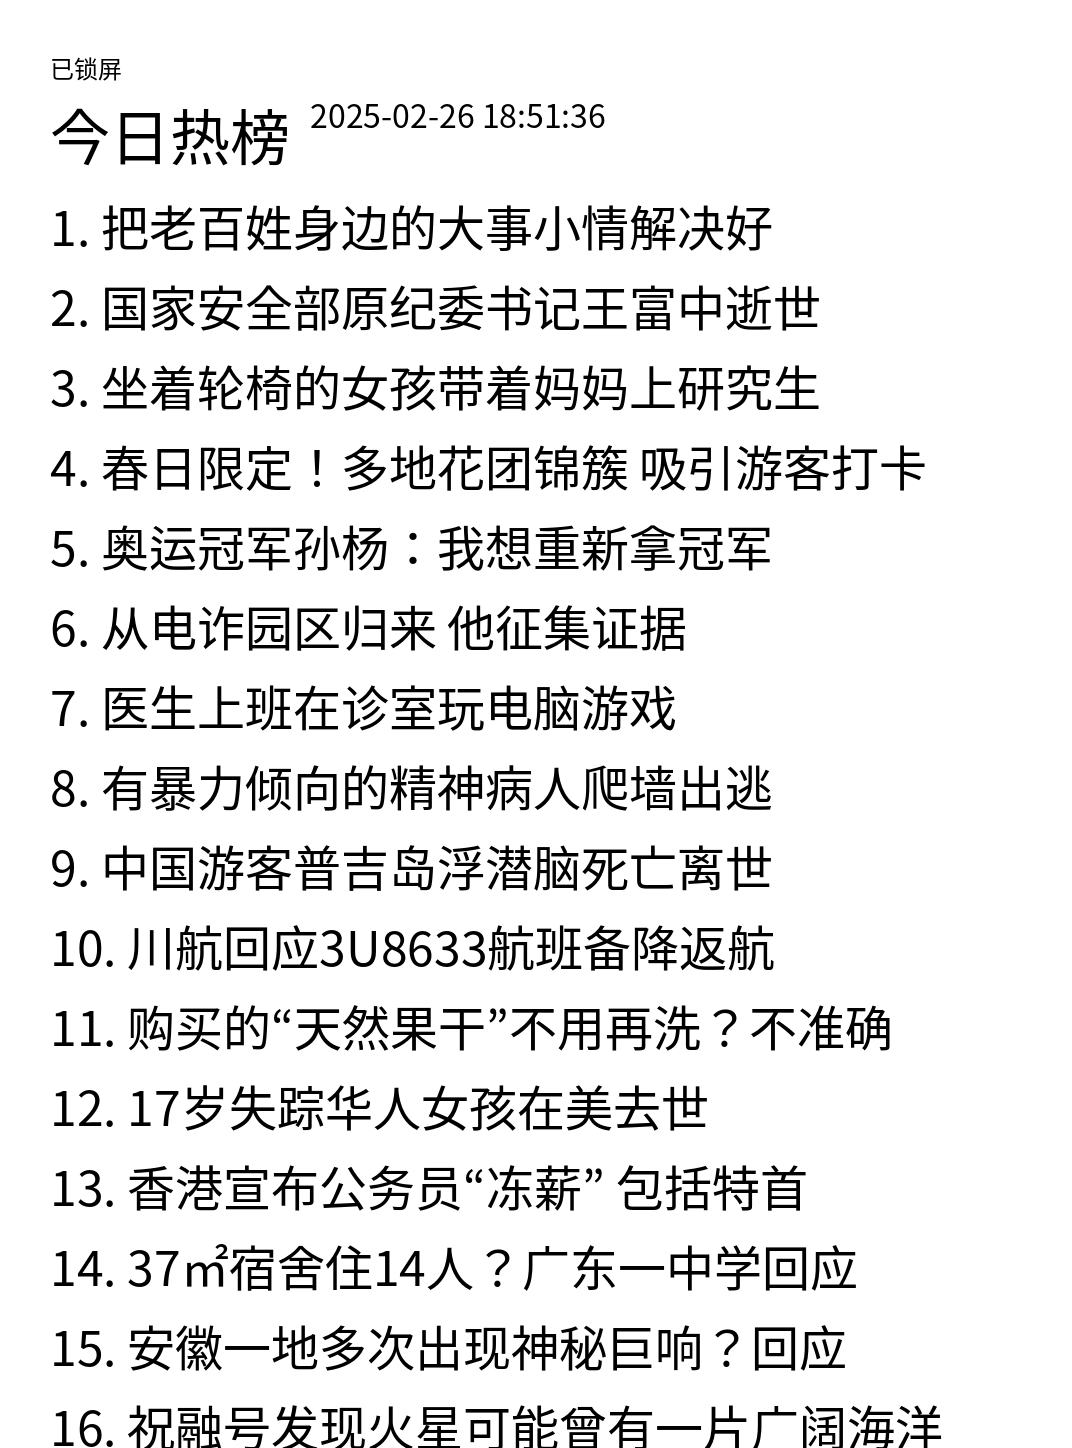 已锁屏
今日热榜 2025-02-26 18:51:36
1. 把老百姓身边的大事小情解决好
2. 国家安全部原纪委书记王富中逝世
3. 坐着轮椅的女孩带着妈妈上研究生
4. 春日限定！多地花团锦簇 吸引游客打卡
5. 奥运冠军孙杨：我想重新拿冠军
6. 从电诈园区归来 他征集证据
7. 医生上班在诊室玩电脑游戏
8. 有暴力倾向的精神病人爬墙出逃
9. 中国游客普吉岛浮潜脑死亡离世
10. 川航回应3U8633航班备降返航
11. 购买的“天然果干”不用再洗？不准确
12. 17岁失踪华人女孩在美去世
13. 香港宣布公务员“冻薪” 包括特首
14. 37㎡宿舍住14人？广东一中学回应
15. 安徽一地多次出现神秘巨响？回应
16. 祝融号发现火星可能曾有一片广阔海洋